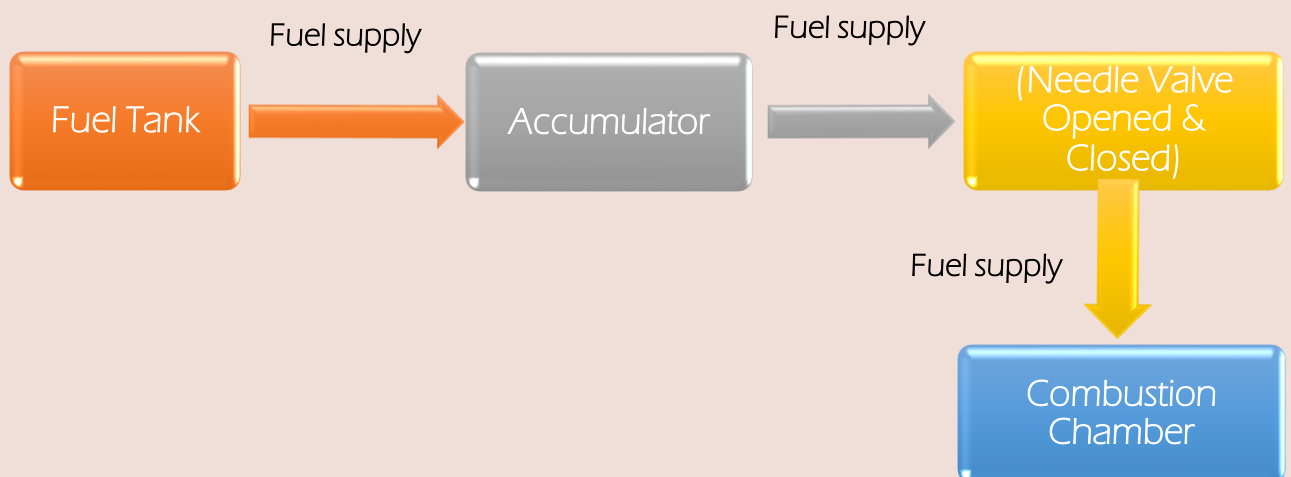 Fuel supply
Fuel supply
Fuel Tank
Accumulator
(Needle Valve
Opened &
Closed)
Fuel supply
Combustion
Chamber